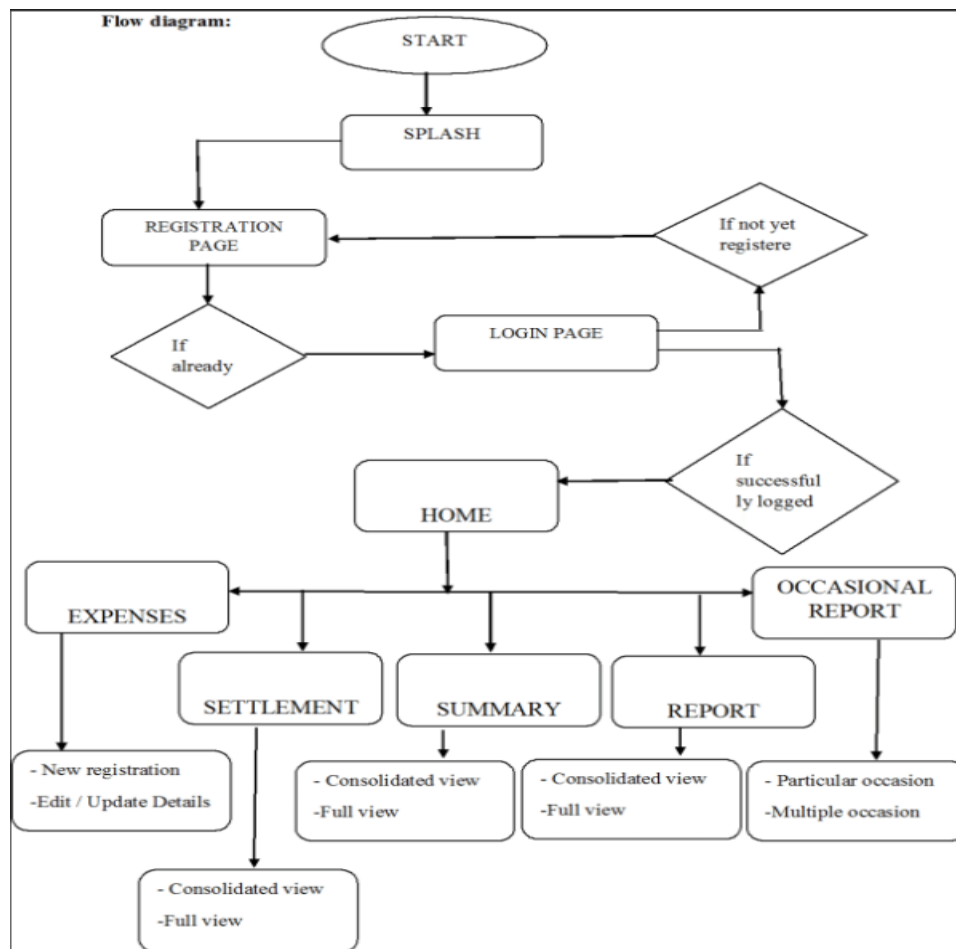 Flow diagram:
START
SPLASH
REGISTRATION
PAGE
If not yet
registere
If
already
LOGIN PAGE
If
successful
ly logged
HOME
EXPENSES
OCCASIONAL
REPORT
SETTLEMENT
SUMMARY
REPORT
- New registration
-Edit / Update Details
- Consolidated view
-Full view
- Consolidated view
-Full view
- Particular occasion
-Multiple occasion
- Consolidated view
-Full view